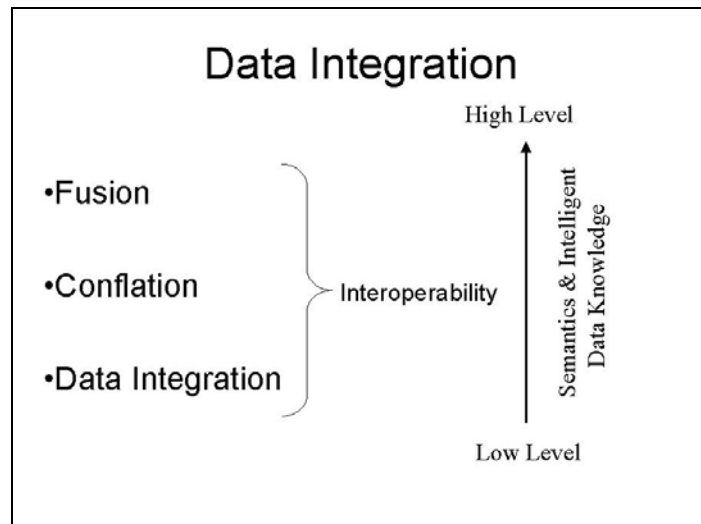 Data Integration
High Level
•Fusion
•Conflation
•Data Integration
Interoperability
Semantics & Intelligent
Data Knowledge
Low Level